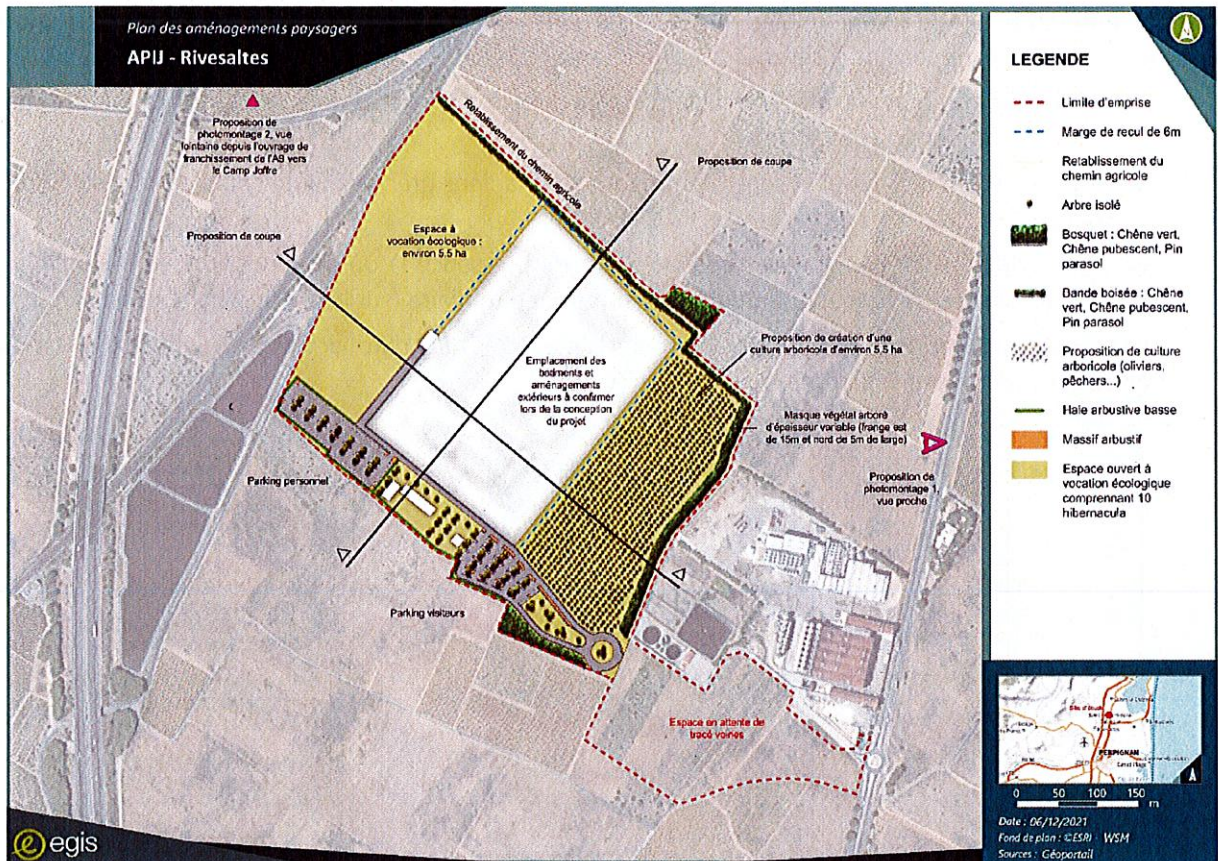 Plan des aménagements paysagers
APIJ - Rivesaltes
Proposition de
photomontage 2, vue
lointaine depuis l'ouvrage de
franchissement de l'A9 vers
le Camp Joffre
Retablissement du chemin agricole
Proposition de coupe
Proposition de coupe
Espace à
vocation écologique :
environ 5.5 ha
Proposition de création d'une
culture arboricole d'environ 5,5 ha
Emplacement des
batiments et
aménagements
extérieurs à confirmer
lors de la conception
du projet
Masque végétal arboré
d'épaisseur variable (frange est
de 15m et nord de 5m de large)
Proposition de
photomontage 1,
vue proche
Parking personnel
Parking visiteurs
Espace en attente de
tracé voiries
egis
LEGENDE
Limite d'emprise
Marge de recul de 6m
Retablissement du
chemin agricole
Arbre isolé
Bosquet : Chêne vert,
Chêne pubescent, Pin
parasol
Bande boisée : Chêne
vert, Chêne pubescent,
Pin parasol
Proposition de culture
arboricole (oliviers,
pêchers...)
Haie arbustive basse
Massif arbustif
Espace ouvert à
vocation écologique
comprennant 10
hibernacula
PERPIGNAN
0 50 100 150
m
Date : 06/12/2021
Fond de plan : ©ESRI - WSM
Sources : Géoportail